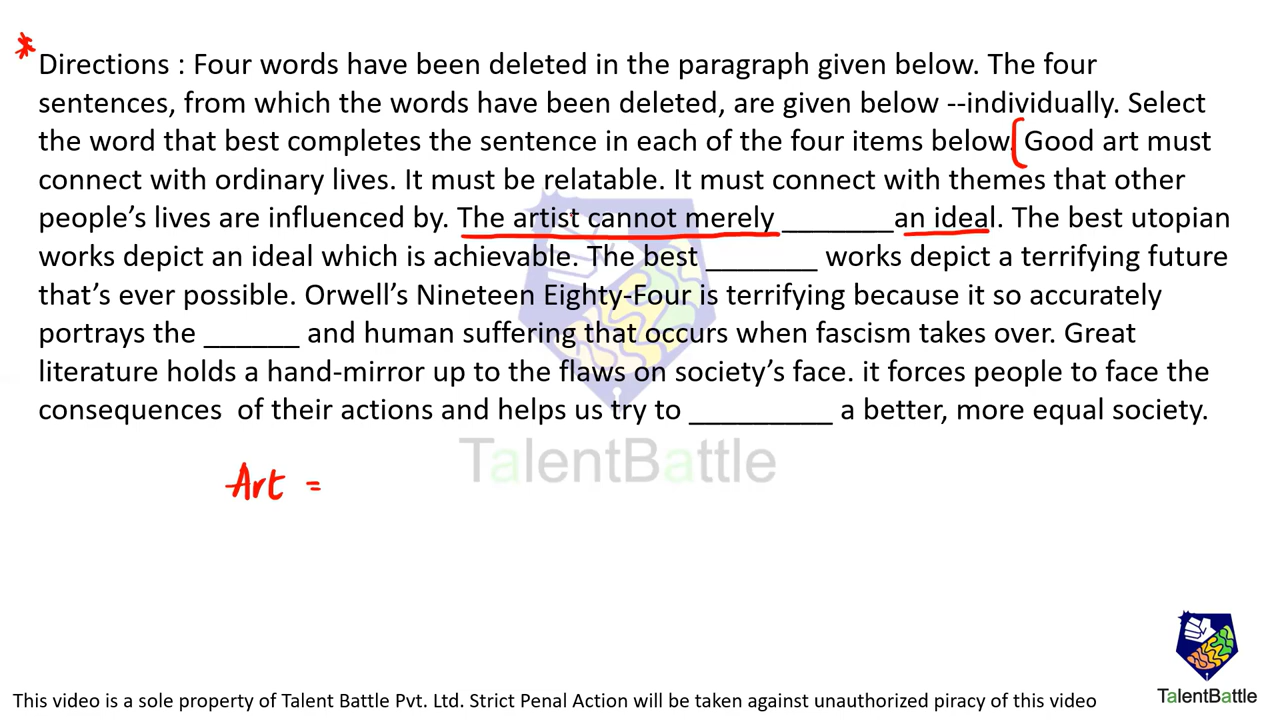 * Directions : Four words have been deleted in the paragraph given below. The four
sentences, from which the words have been deleted, are given below --individually. Select
the word that best completes the sentence in each of the four items below. [Good art must
connect with ordinary lives. It must be relatable. It must connect with themes that other
people’s lives are influenced by. The artist cannot merely ________ an ideal. The best utopian
works depict an ideal which is achievable. The best ________ works depict a terrifying future
that’s ever possible. Orwell’s Nineteen Eighty-Four is terrifying because it so accurately
portrays the _______ and human suffering that occurs when fascism takes over. Great
literature holds a hand-mirror up to the flaws on society’s face. it forces people to face the
consequences of their actions and helps us try to __________ a better, more equal society.
TalentBattle
Art =
TalentBattle
This video is a sole property of Talent Battle Pvt. Ltd. Strict Penal Action will be taken against unauthorized piracy of this video